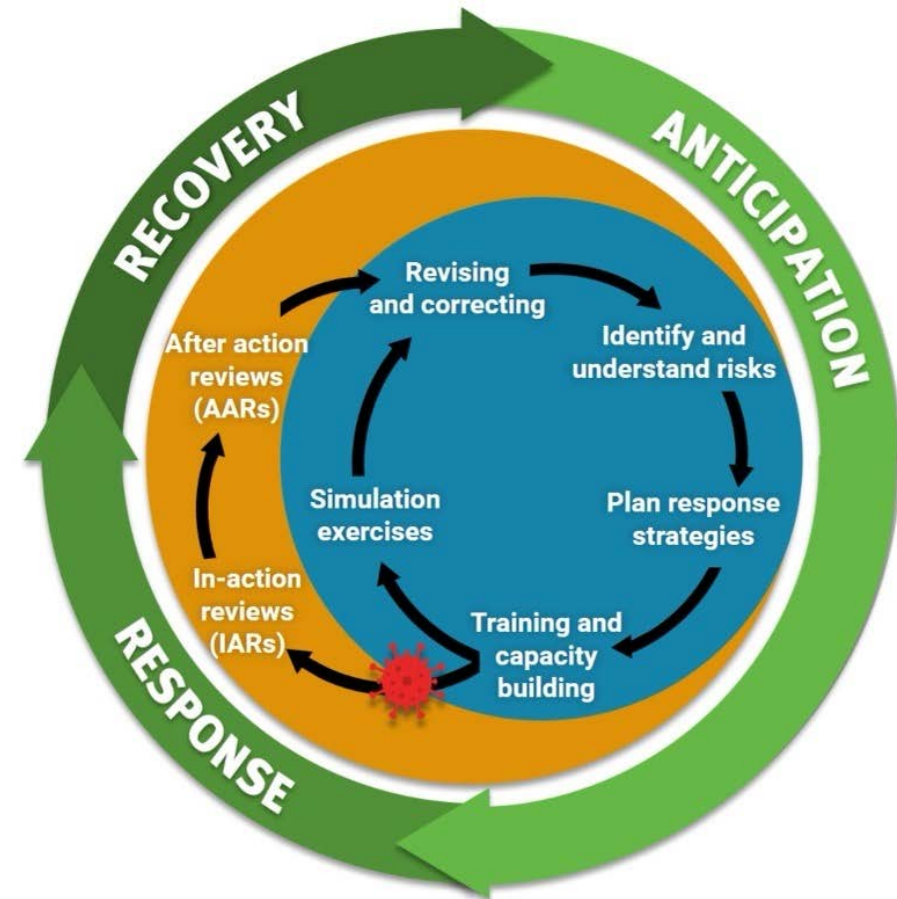 RECOVERY
ANTICIPATION
RESPONSE
Revising
and correcting
Identify and
understand risks
Plan response
strategies
Training and
capacity
building
Simulation
exercises
In-action
reviews
(IARs)
After action
reviews
(AARs)